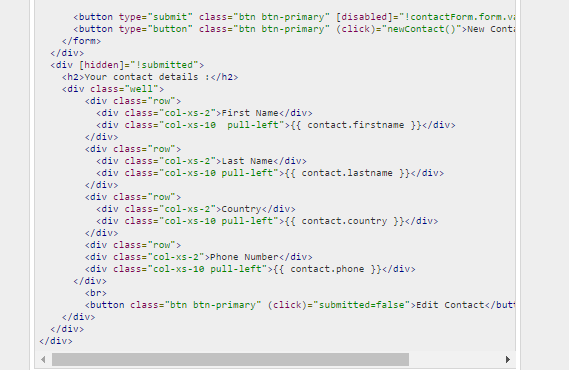 <button type="submit" class="btn btn-primary" [disabled]="!contactForm.form.va
<button type="button" class="btn btn-primary" (click)="newContact()">New Conta
</form>
</div>
<div [hidden]="!submitted">
<h2>Your contact details :</h2>
<div class="well">
<div class="row">
<div class="col-xs-2">First Name</div>
<div class="col-xs-10  pull-left">{{ contact.firstname }}</div>
</div>
<div class="row">
<div class="col-xs-2">Last Name</div>
<div class="col-xs-10 pull-left">{{ contact.lastname }}</div>
</div>
<div class="row">
<div class="col-xs-2">Country</div>
<div class="col-xs-10 pull-left">{{ contact.country }}</div>
</div>
<div class="row">
<div class="col-xs-2">Phone Number</div>
<div class="col-xs-10 pull-left">{{ contact.phone }}</div>
</div>
<br>
<button class="btn btn-primary" (click)="submitted=false">Edit Contact</butt
</div>
</div>
</div>